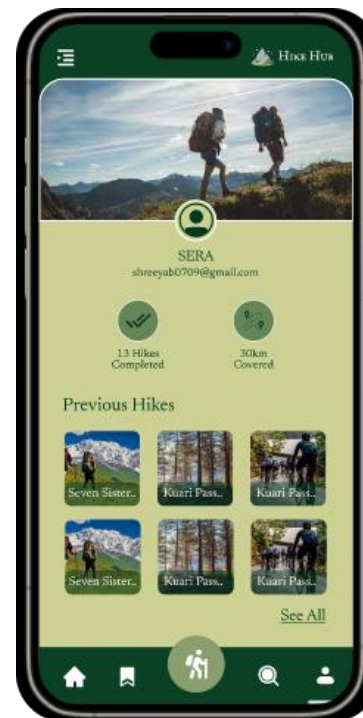 HIKE HUB
SERA
shreeyab0709@gmail.com
13 Hikes
Completed
30km
Covered
Previous Hikes
Seven Sister..
Kuari Pass..
Kuari Pass..
Seven Sister..
Kuari Pass..
Kuari Pass..
See All